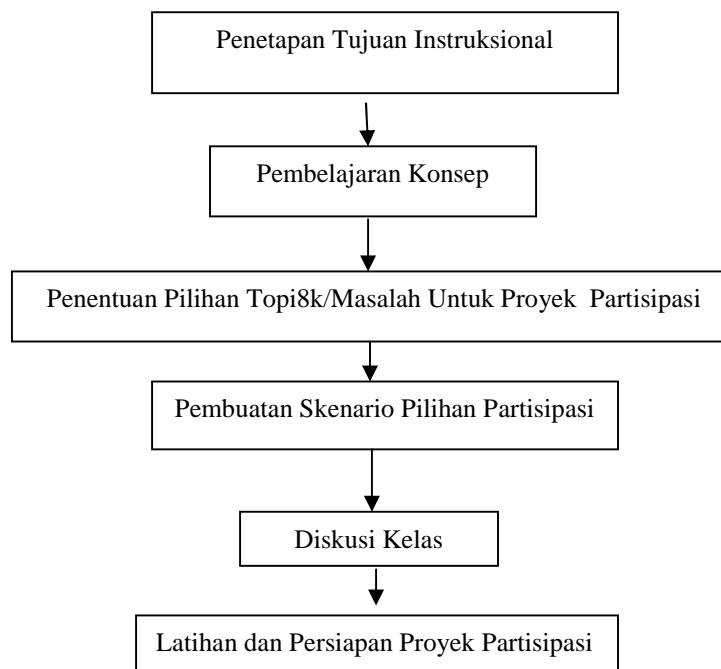 Penetapan Tujuan Instruksional
Pembelajaran Konsep
Penentuan Pilihan Topi8k/Masalah Untuk Proyek Partisipasi
Pembuatan Skenario Pilihan Partisipasi
Diskusi Kelas
Latihan dan Persiapan Proyek Partisipasi